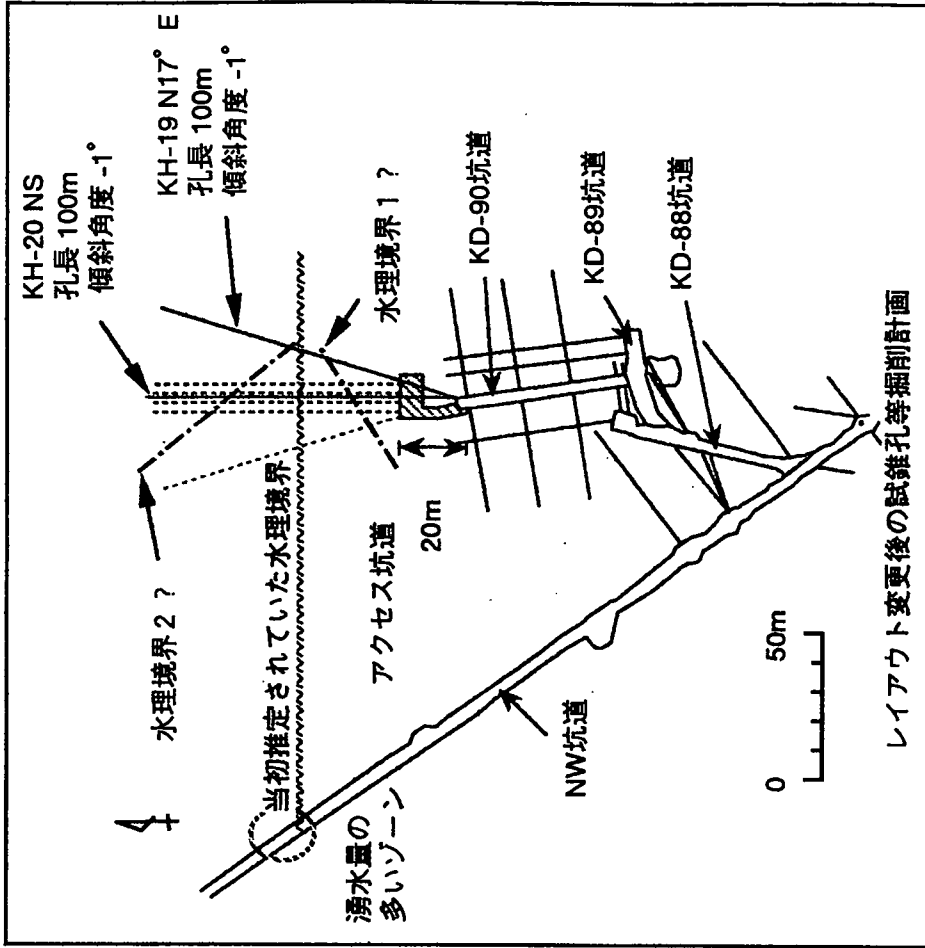 KH-20 NS
孔長 100m
傾斜角度 -1°
KH-19 N17° E
孔長 100m
傾斜角度 -1°
水理境界2 ?
当初推定されていた水理境界
水理境界1 ?
湧水量の
多いゾーン
アクセス坑道
20m
KD-90坑道
KD-89坑道
KD-88坑道
NW坑道
0
50m
レイアウト変更後の試錐孔等掘削計画